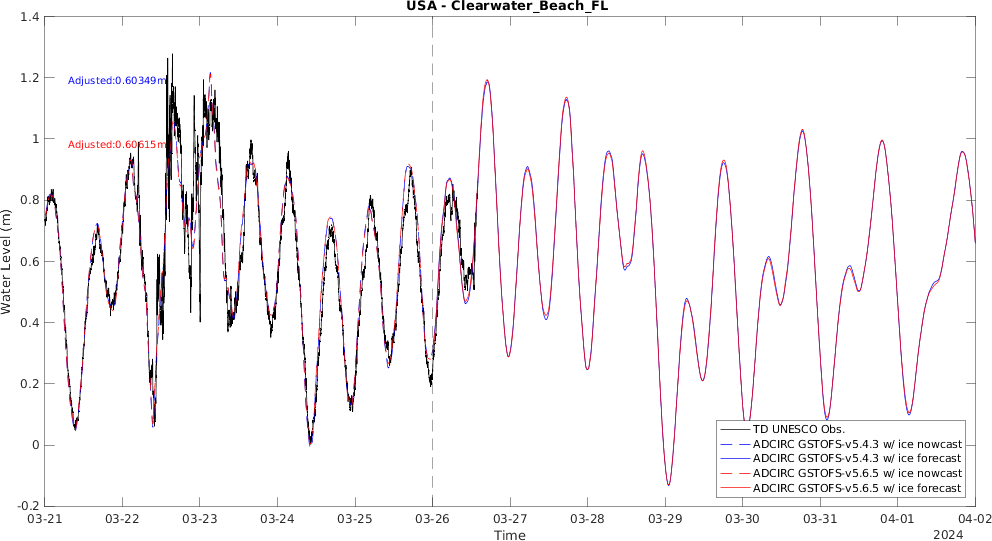 USA - Clearwater_Beach_FL
1.4
1.2
1
0.8
0.6
0.4
0.2
0
-0.2
Water Level (m)
Adjusted:0.60349m
Adjusted:0.60615m
TD UNESCO Obs.
ADCIRC GSTOFS-v5.4.3 w/ ice nowcast
ADCIRC GSTOFS-v5.4.3 w/ ice forecast
ADCIRC GSTOFS-v5.6.5 w/ ice nowcast
ADCIRC GSTOFS-v5.6.5 w/ ice forecast
03-21 03-22 03-23 03-24 03-25 03-26 03-27 03-28 03-29 03-30 03-31 04-01 04-02
Time
2024